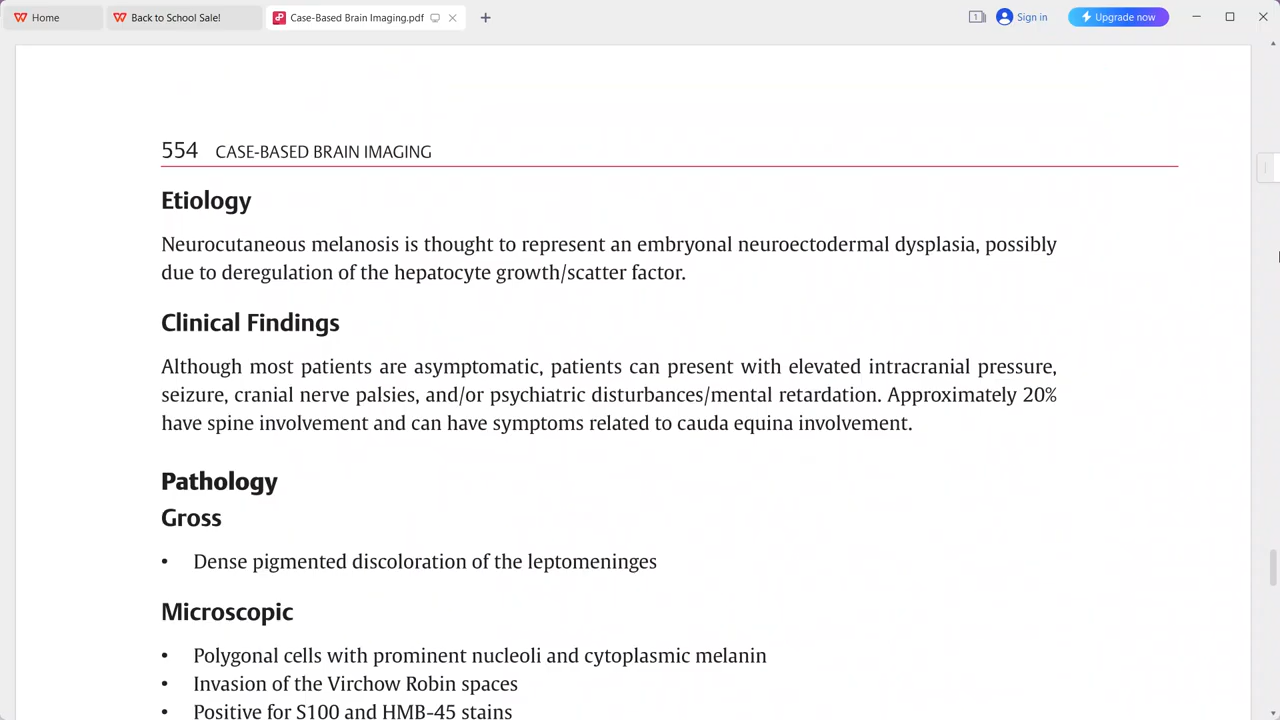 Home
Back to School Sale!
Case-Based Brain Imaging.pdf
1
Sign in
Upgrade now
554 CASE-BASED BRAIN IMAGING
Etiology
Neurocutaneous melanosis is thought to represent an embryonal neuroectodermal dysplasia, possibly
due to deregulation of the hepatocyte growth/scatter factor.
Clinical Findings
Although most patients are asymptomatic, patients can present with elevated intracranial pressure,
seizure, cranial nerve palsies, and/or psychiatric disturbances/mental retardation. Approximately 20%
have spine involvement and can have symptoms related to cauda equina involvement.
Pathology
Gross
• Dense pigmented discoloration of the leptomeninges
Microscopic
• Polygonal cells with prominent nucleoli and cytoplasmic melanin
• Invasion of the Virchow Robin spaces
• Positive for S100 and HMB-45 stains